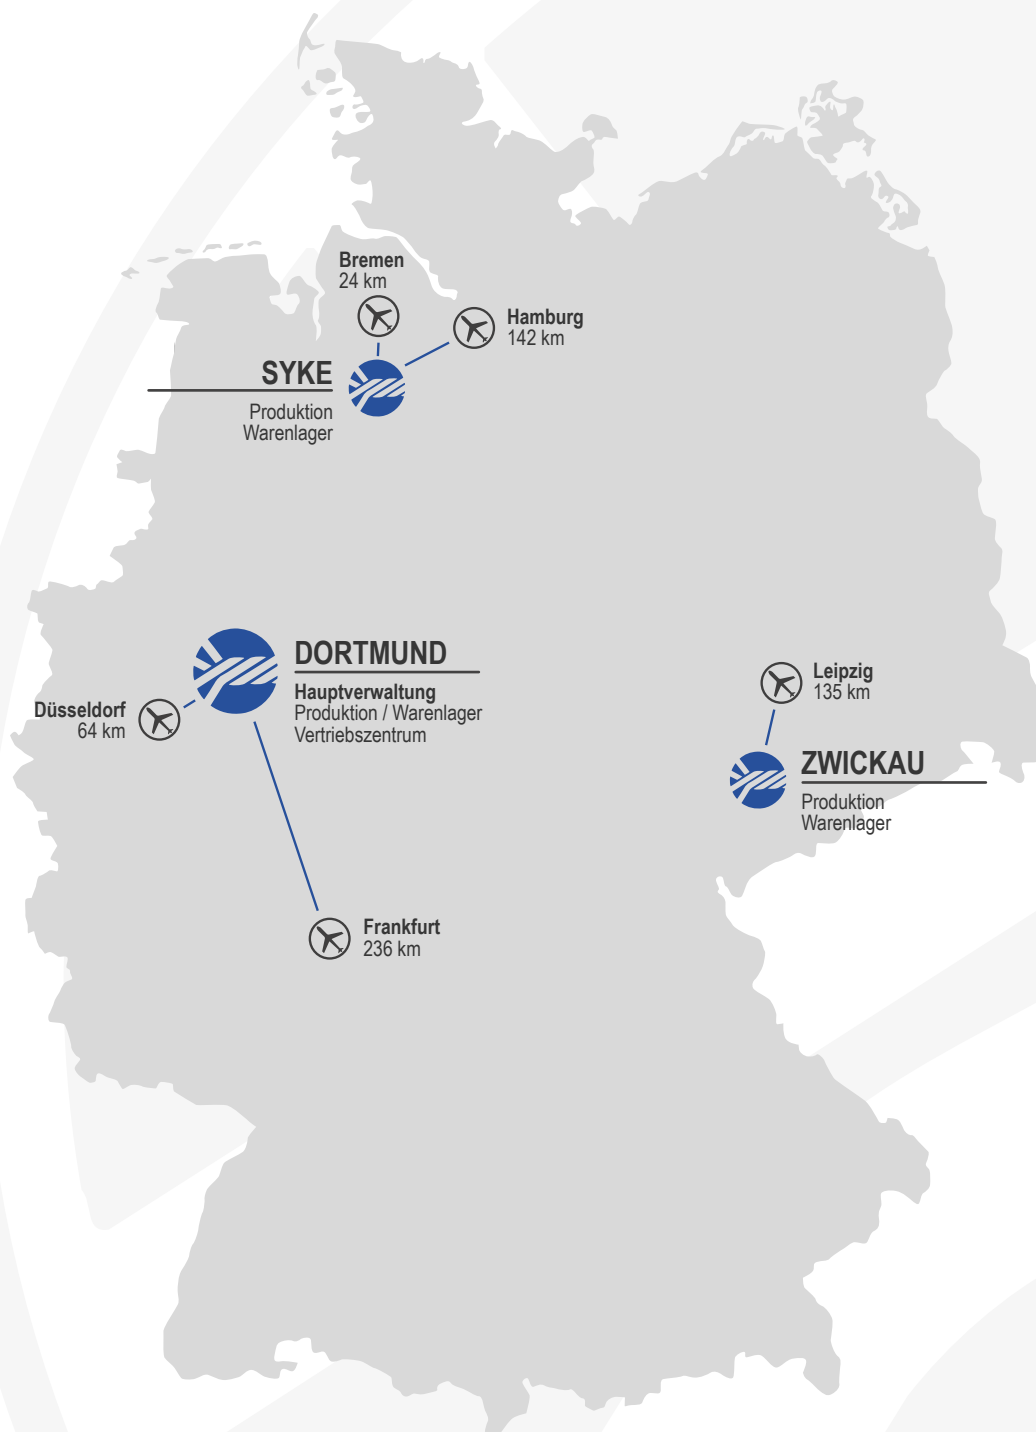 Bremen
24 km
Hamburg
142 km
SYKE
Produktion
Warenlager
DORTMUND
Hauptverwaltung
Produktion / Warenlager
Vertriebszentrum
Düsseldorf
64 km
Leipzig
135 km
ZWICKAU
Produktion
Warenlager
Frankfurt
236 km